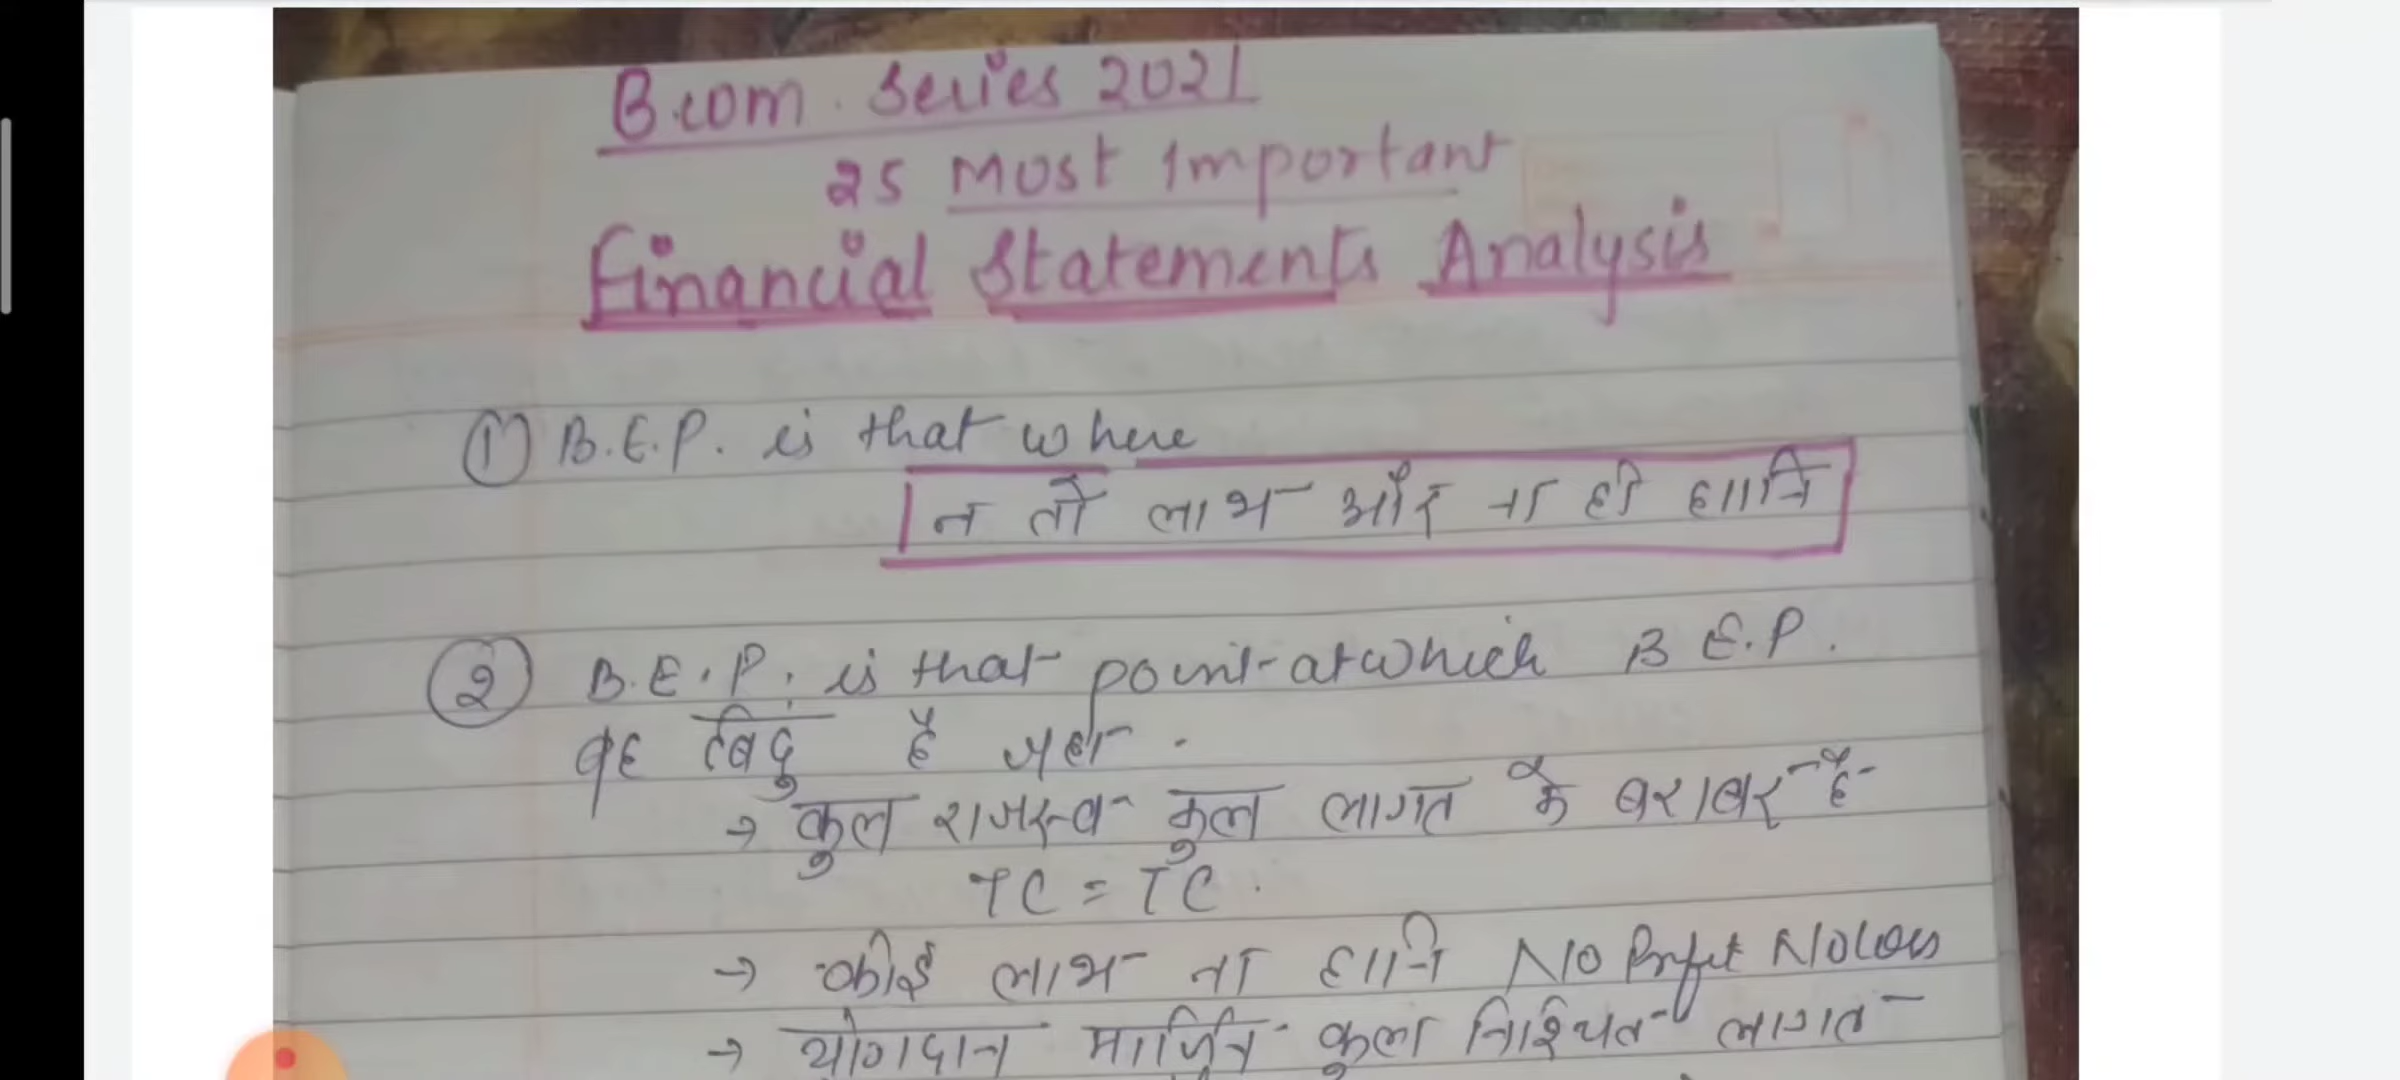 B.com. Series 2021
25 Most Important
Financial Statements Analysis
① B.E.P. is that where
न तो लाभ और ना ही हानि
② B.E.P. is that point at which B E.P.
वह बिंदु है जहा .
→ कुल राजस्व कुल लागत के बराबर है
TC = TC .
→ कोई लाभ ना हानि No Profit No Loss
→ योगदान मार्जिन कुल निश्चित लागत